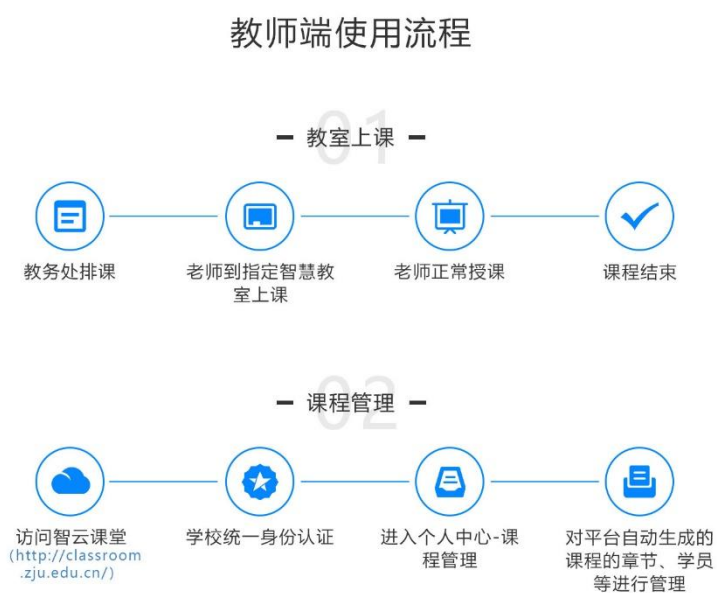 教师端使用流程
01
教室上课
教务处排课
老师到指定智慧教
室上课
老师正常授课
课程结束
02
课程管理
访问智云课堂
(http://classroom
.zju.edu.cn/)
学校统一身份认证
进入个人中心-课
程管理
对平台自动生成的
课程的章节、学员
等进行管理